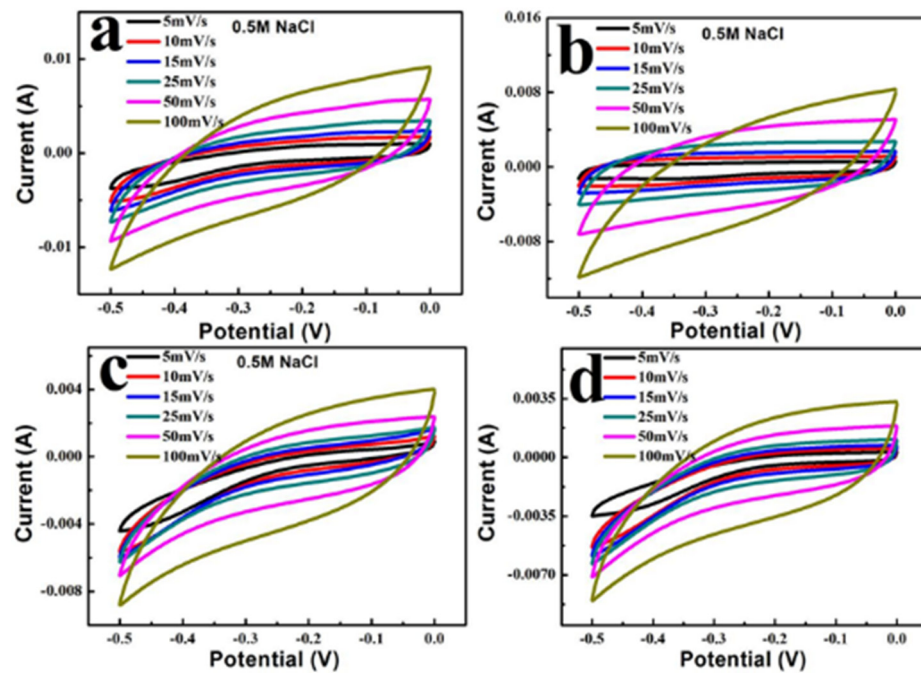 a
0.5M NaCl
5mV/s
10mV/s
15mV/s
25mV/s
50mV/s
100mV/s
0.01
0.00
-0.01
Current (A)
-0.5 -0.4 -0.3 -0.2 -0.1 0.0
Potential (V)
b
0.5M NaCl
5mV/s
10mV/s
15mV/s
25mV/s
50mV/s
100mV/s
0.016
0.008
0.000
-0.008
Current (A)
-0.5 -0.4 -0.3 -0.2 -0.1 0.0
Potential (V)
c
0.5M NaCl
5mV/s
10mV/s
15mV/s
25mV/s
50mV/s
100mV/s
0.004
0.000
-0.004
-0.008
Current (A)
-0.5 -0.4 -0.3 -0.2 -0.1 0.0
Potential (V)
d
5mV/s
10mV/s
15mV/s
25mV/s
50mV/s
100mV/s
0.0035
0.0000
-0.0035
-0.0070
Current (A)
-0.5 -0.4 -0.3 -0.2 -0.1 0.0
Potential (V)